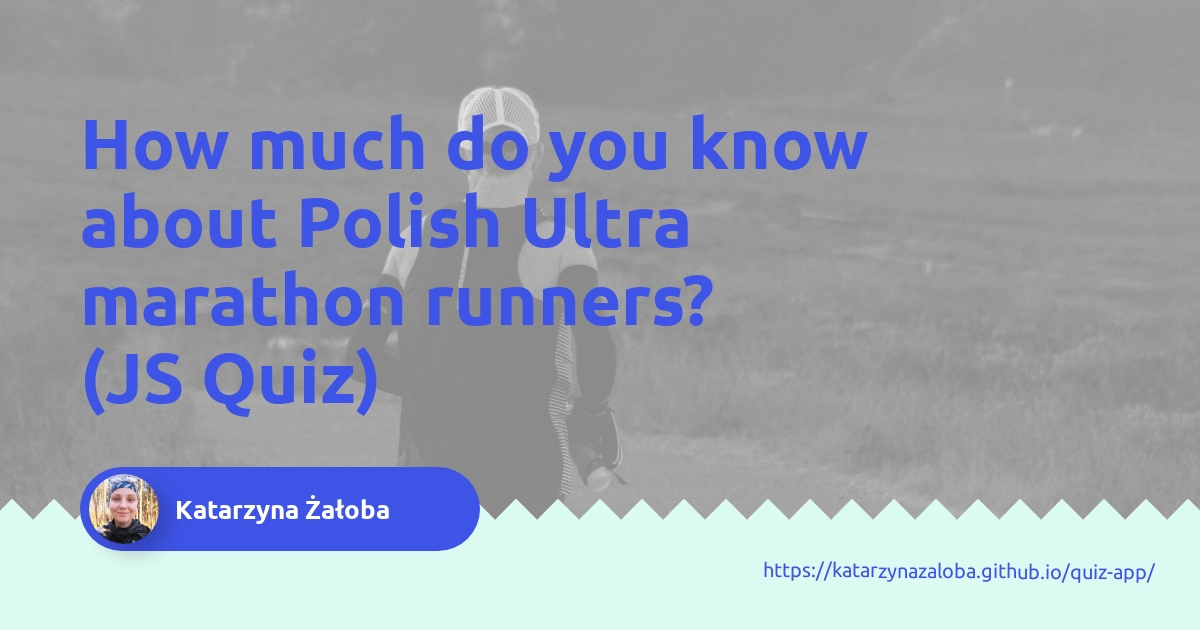 How much do you know
about Polish Ultra
marathon runners?
(JS Quiz)
Katarzyna Żałoba
https://katarzynazaloba.github.io/quiz-app/